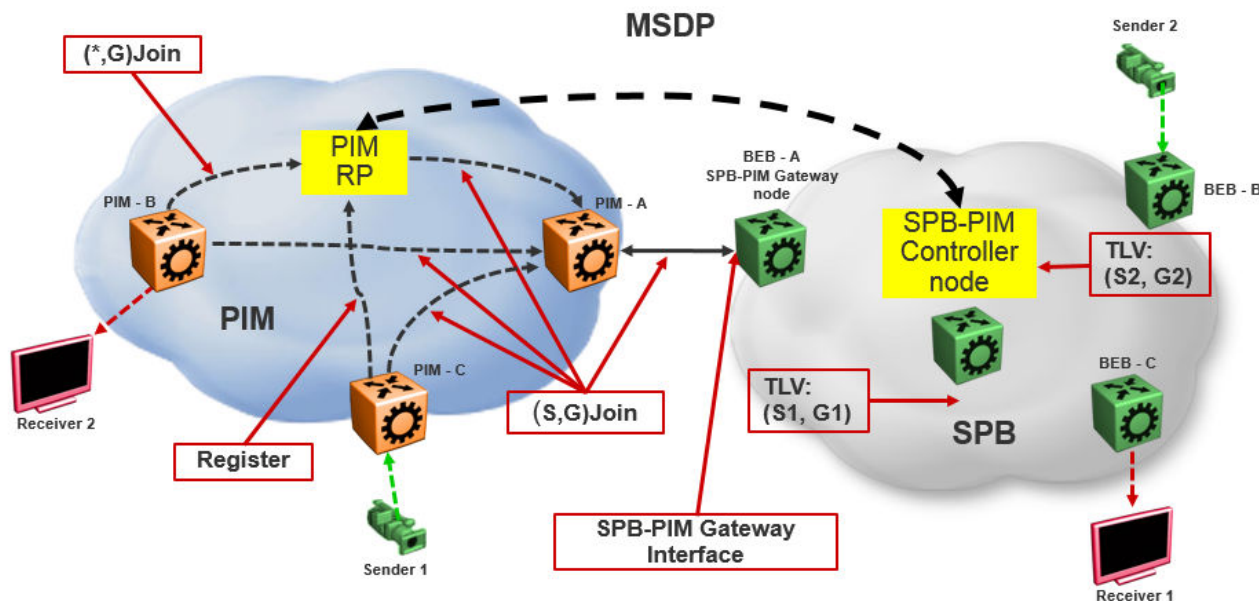 MSDP
Sender 2
(*,G)Join
PIM
RP
BEB - A
SPB-PIM Gateway
node
PIM - B
PIM - A
BEB - B
SPB-PIM
Controller
node
TLV:
(S2, G2)
PIM
PIM - C
BEB - C
TLV:
(S1, G1)
(S,G)Join
Receiver 2
SPB
Register
SPB-PIM Gateway
Interface
Sender 1
Receiver 1